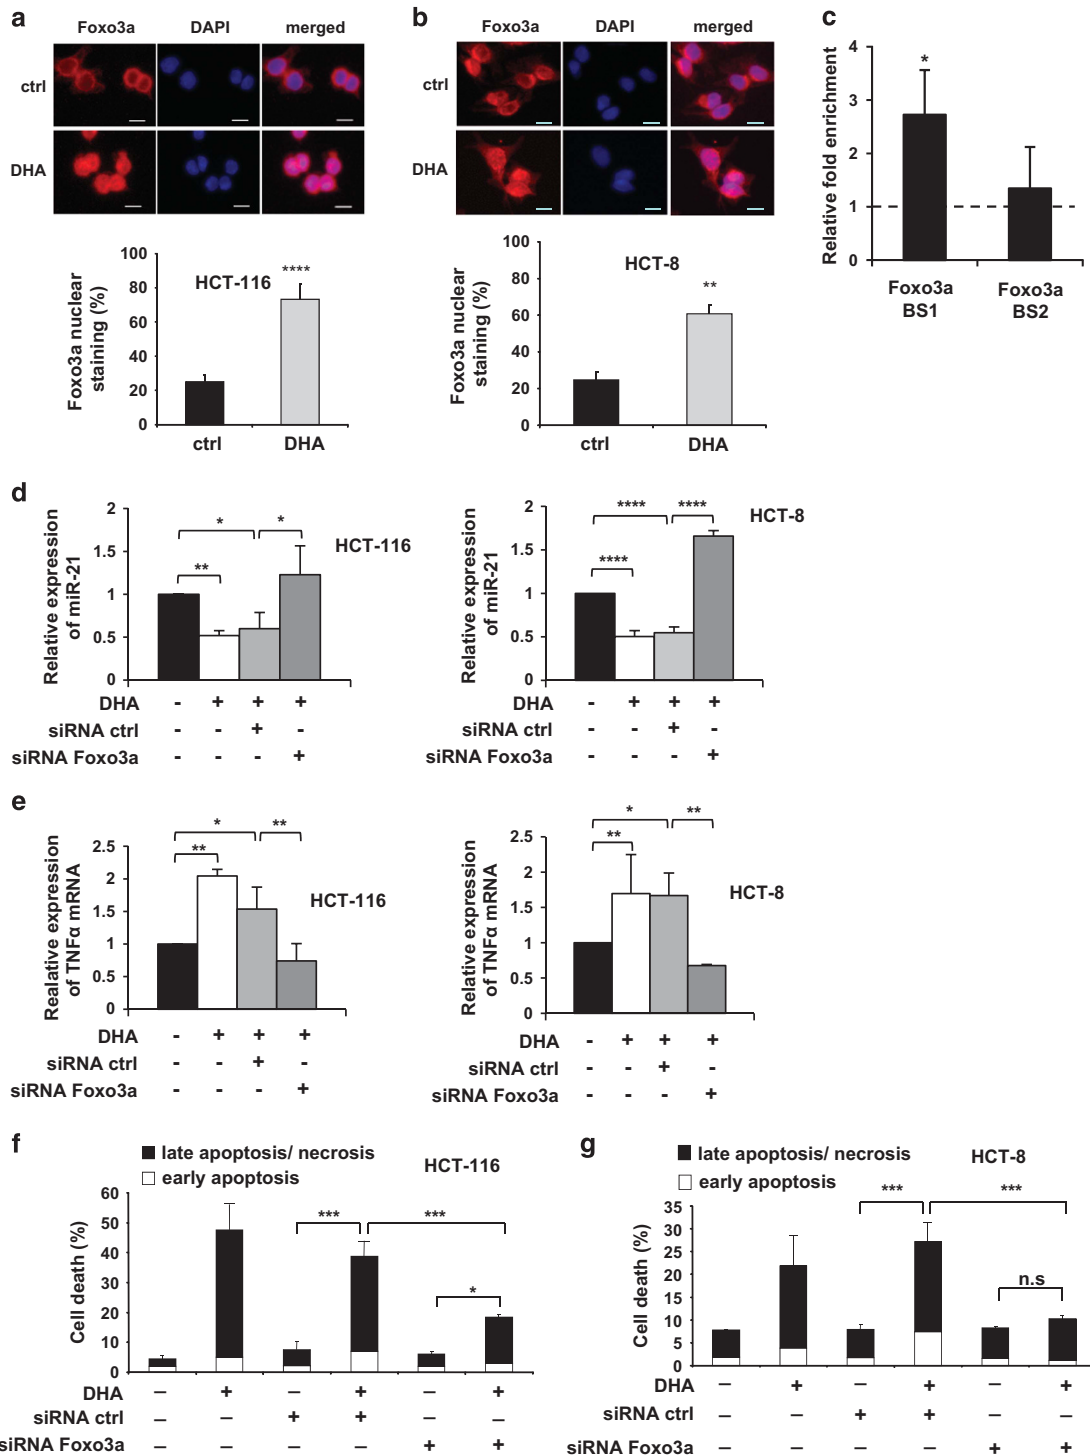 a
Foxo3a DAPI merged
ctrl
DHA
100
80
60
40
20
0
Foxo3a nuclear
staining (%)
HCT-116
****
ctrl DHA
b
Foxo3a DAPI merged
ctrl
DHA
100
80
60
40
20
0
Foxo3a nuclear
staining (%)
HCT-8
**
ctrl DHA
c
4
3
2
1
0
Relative fold enrichment
*
Foxo3a
BS1
Foxo3a
BS2
d
2
1.5
1
0.5
0
Relative expression
of miR-21
* *
**
HCT-116
DHA - + + +
siRNA ctrl - - + -
siRNA Foxo3a - - - +
2
1.5
1
0.5
0
Relative expression
of miR-21
**** ****
****
HCT-8
DHA - + + +
siRNA ctrl - - + -
siRNA Foxo3a - - - +
e
2.5
2
1.5
1
0.5
0
Realative expression
of TNFα mRNA
* **
**
HCT-116
DHA - + + +
siRNA ctrl - - + -
siRNA Foxo3a - - - +
2.5
2
1.5
1
0.5
0
Relative expression
of TNFα mRNA
* **
**
HCT-8
DHA - + + +
siRNA ctrl - - + -
siRNA Foxo3a - - - +
f
late apoptosis/ necrosis
early apoptosis
HCT-116
60
50
40
30
20
10
0
Cell death (%)
*** ***
*
DHA – + – + – +
siRNA ctrl – – + + – –
siRNA Foxo3a – – – – + +
g
late apoptosis/ necrosis
early apoptosis
HCT-8
35
30
25
20
15
10
5
0
Cell death (%)
*** ***
n.s
DHA – + – + – +
siRNA ctrl – – + + – –
siRNA Foxo3a – – – – + +